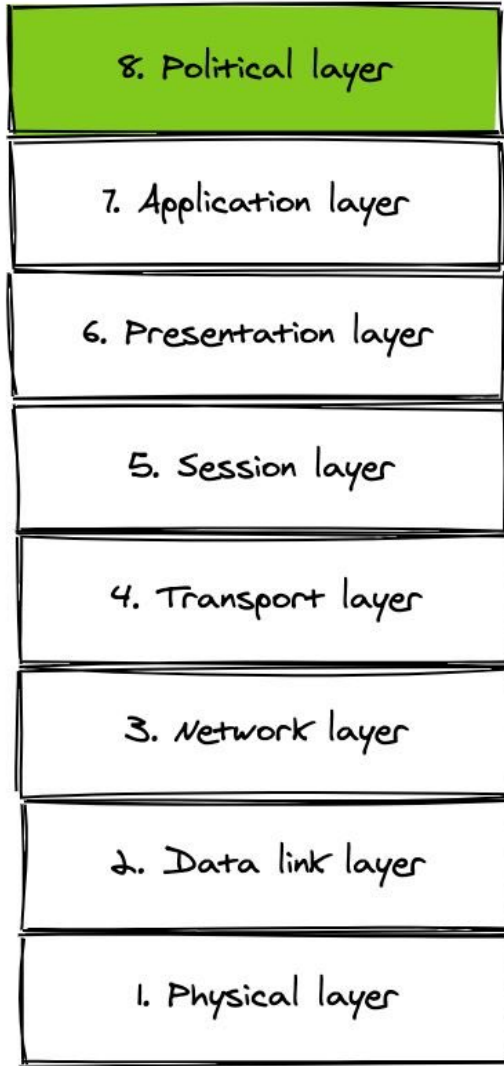 8. Political layer
7. Application layer
6. Presentation layer
5. Session layer
4. Transport layer
3. Network layer
2. Data link layer
1. Physical layer